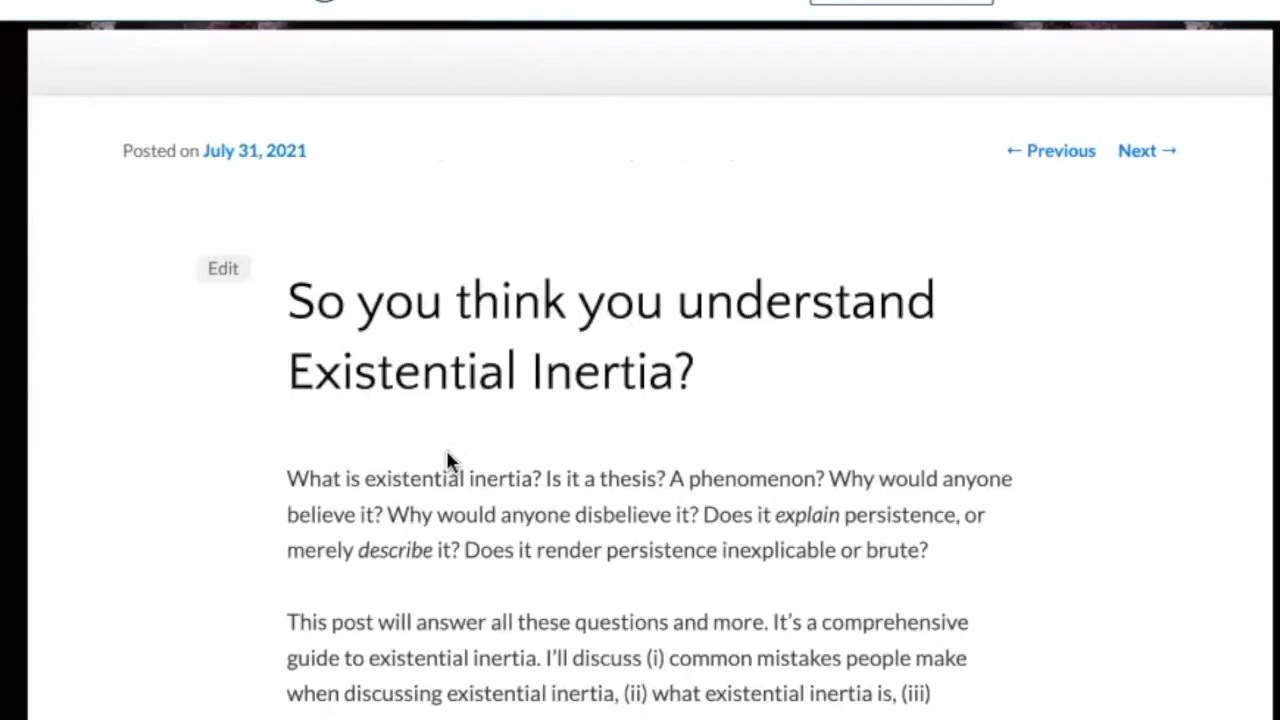 Posted on July 31, 2021
← Previous Next →
Edit
So you think you understand
Existential Inertia?
What is existential inertia? Is it a thesis? A phenomenon? Why would anyone
believe it? Why would anyone disbelieve it? Does it explain persistence, or
merely describe it? Does it render persistence inexplicable or brute?
This post will answer all these questions and more. It's a comprehensive
guide to existential inertia. I'll discuss (i) common mistakes people make
when discussing existential inertia, (ii) what existential inertia is, (iii)